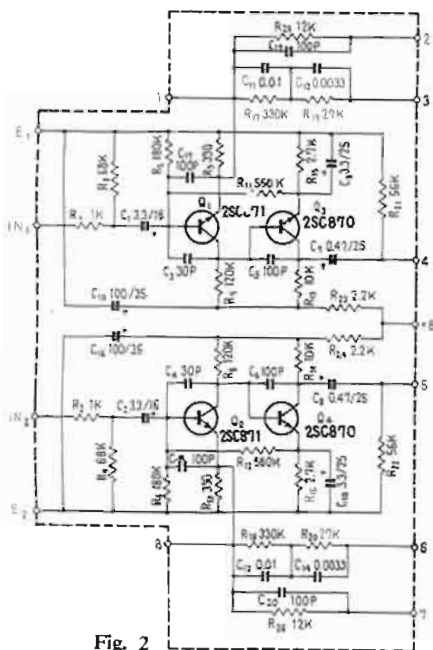 R25 12K
2
C19 100P
C11 0.01
C12 0.0033
1
R17 330K
R19 27K
3
E1
R3 68K
R5 180K
100P
R9 330
R11 560K
R15 2.7K
C9 3.3/25
R21 56K
IN1
R1 1K
C1 3.3/16
Q1
2SC871
Q3
2SC870
C3 30P
C5 100P
C7 0.47/25
4
R7 120K
R13 10K
C15 100/35
R23 2.2K
+B
C16 100/35
R24 2.2K
R8 120K
R14 10K
C4 30P
C6 100P
C8 0.47/25
5
IN2
R2 1K
C2 3.3/16
Q2
2SC871
Q4
2SC870
R4 68K
100P
R12 560K
R22 56K
R6 180K
R10 330
R16 2.7K
C10 3.3/25
E2
8
R18 330K
R20 27K
6
0.01
C14 0.0033
C20
100P
7
R26 12K
Fig. 2